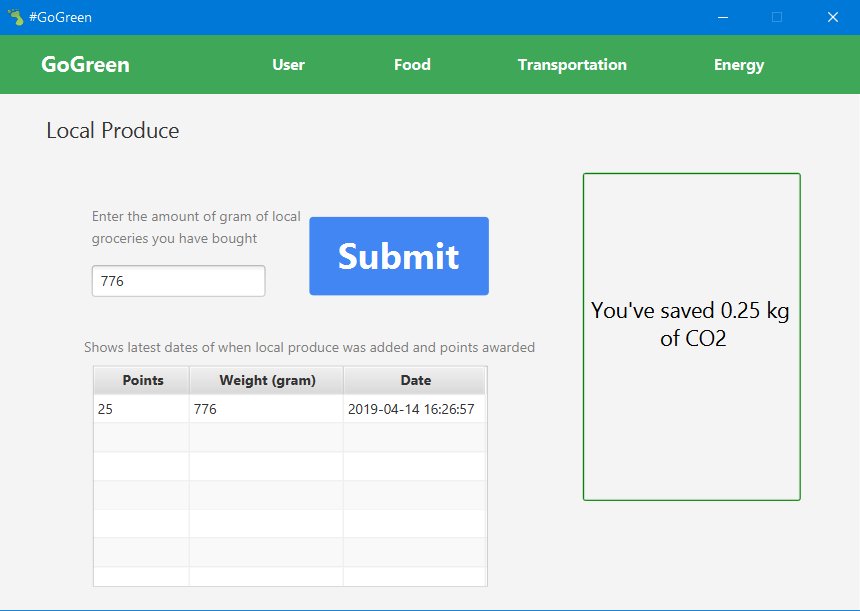 #GoGreen
GoGreen User Food Transportation Energy
Local Produce
Enter the amount of gram of local
groceries you have bought
776
Submit
You've saved 0.25 kg
of CO2
Shows latest dates of when local produce was added and points awarded
Points Weight (gram) Date
25 776 2019-04-14 16:26:57